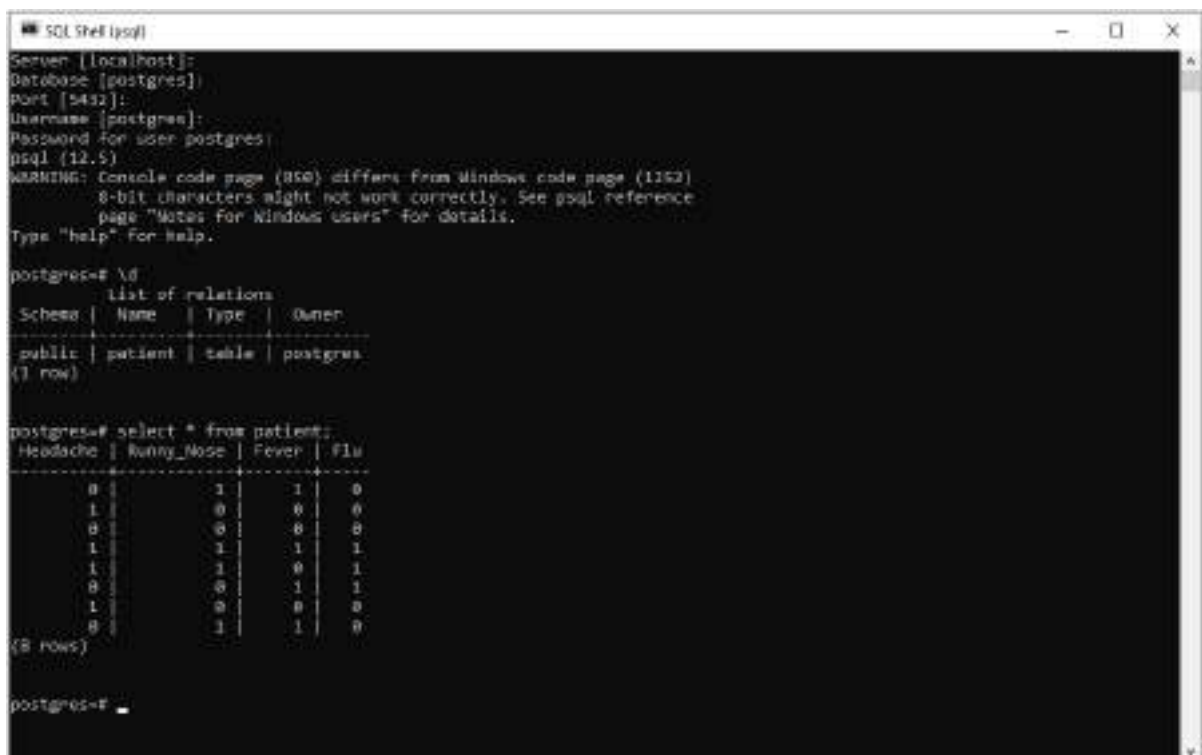 SQL Shell (psql)
Server [localhost]:
Database [postgres]:
Port [5432]:
Username [postgres]:
Password for user postgres:
psql (12.5)
WARNING: Console code page (850) differs from Windows code page (1252)
         8-bit characters might not work correctly. See psql reference
         page "Notes for Windows users" for details.
Type "help" for help.
postgres=# \d
          List of relations
 Schema |  Name   | Type  |  Owner
--------+---------+-------+----------
 public | patient | table | postgres
(1 row)
postgres=# select * from patient;
 Headache | Runny_Nose | Fever | Flu
----------+------------+-------+-----
        0 |          1 |     1 |   0
        1 |          0 |     0 |   0
        0 |          0 |     0 |   0
        1 |          1 |     1 |   1
        1 |          1 |     0 |   1
        0 |          0 |     1 |   1
        1 |          0 |     0 |   0
        0 |          1 |     1 |   0
(8 rows)
postgres=#